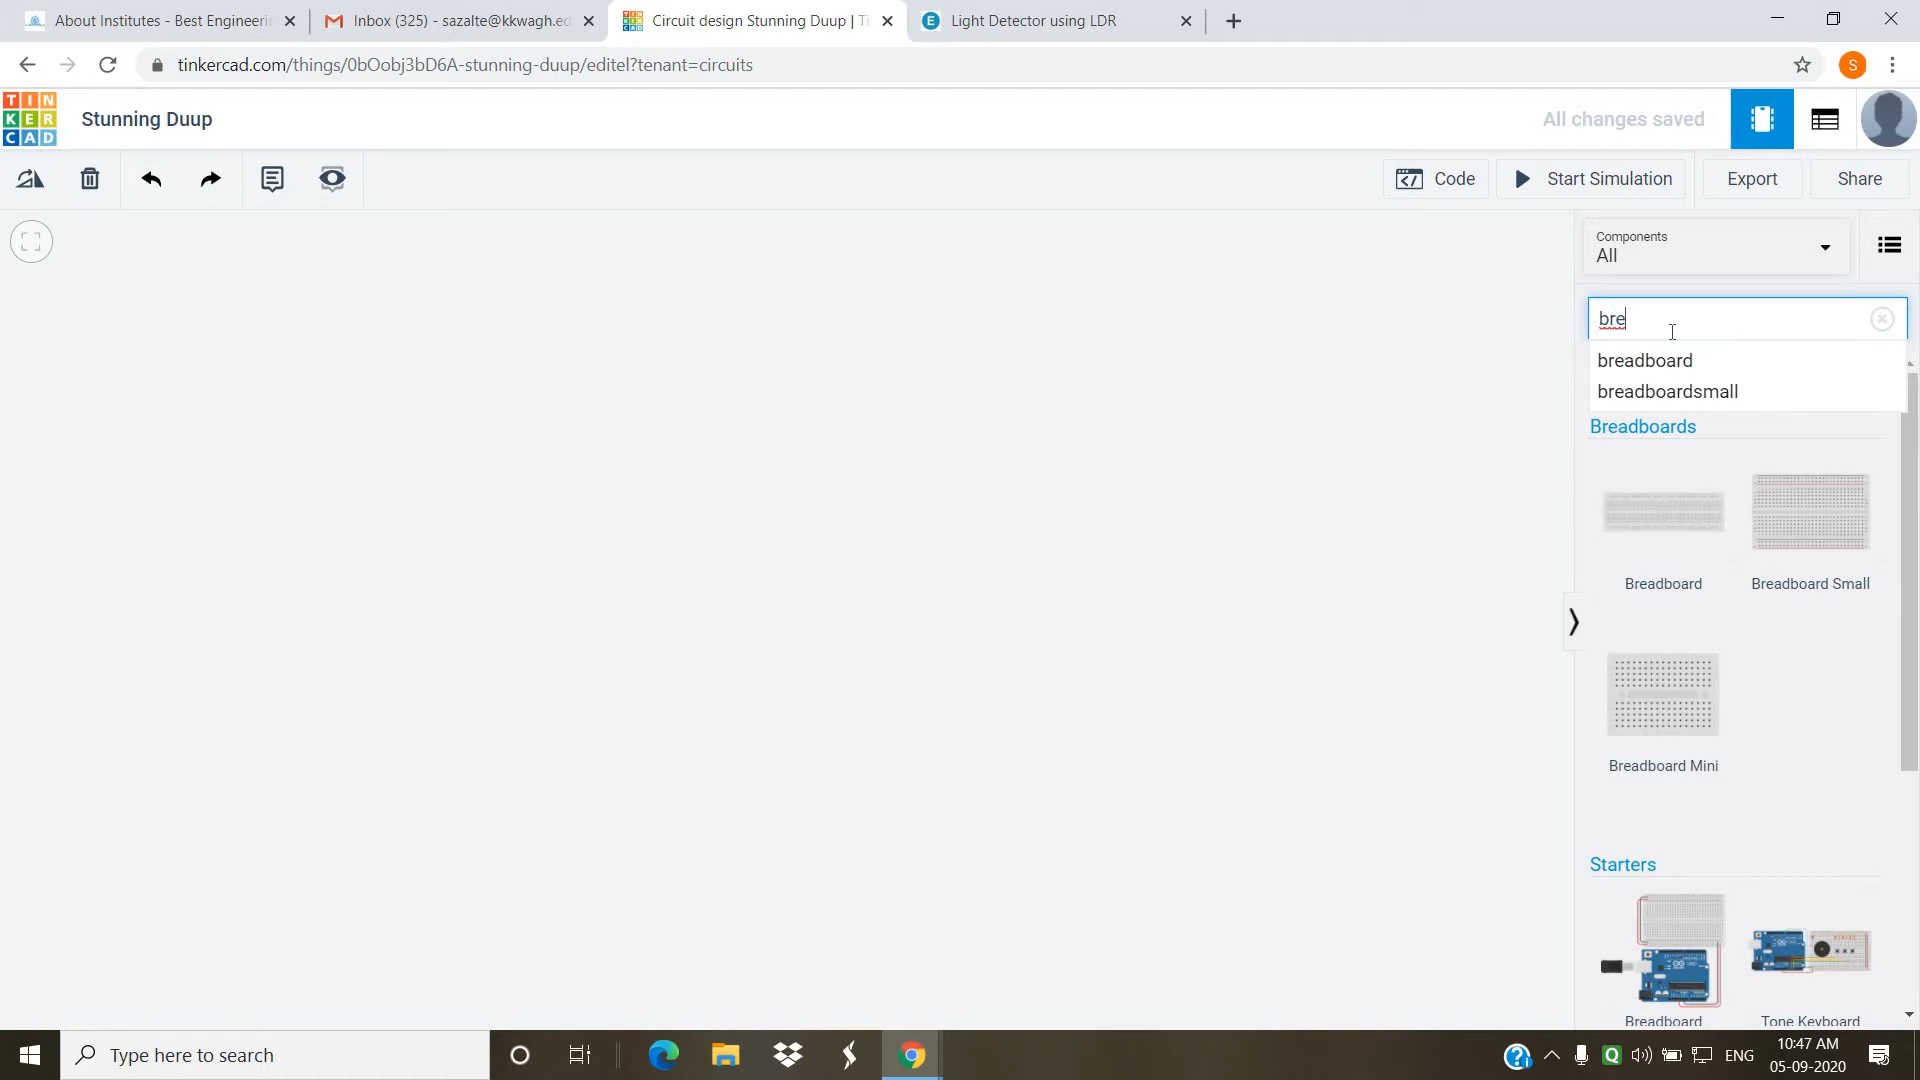 About Institutes - Best Engineeri
Inbox (325) - sazalte@kkwagh.ed
Circuit design Stunning Duup | Ti
Light Detector using LDR
tinkercad.com/things/0bOobj3bD6A-stunning-duup/editel?tenant=circuits
S
TIN
KER
CAD
Stunning Duup
All changes saved
Code
Start Simulation
Export
Share
Components
All
bre
breadboard
breadboardsmall
Breadboards
Breadboard
Breadboard Small
Breadboard Mini
Starters
Breadboard
Tone Keyboard
Type here to search
ENG
10:47 AM
05-09-2020